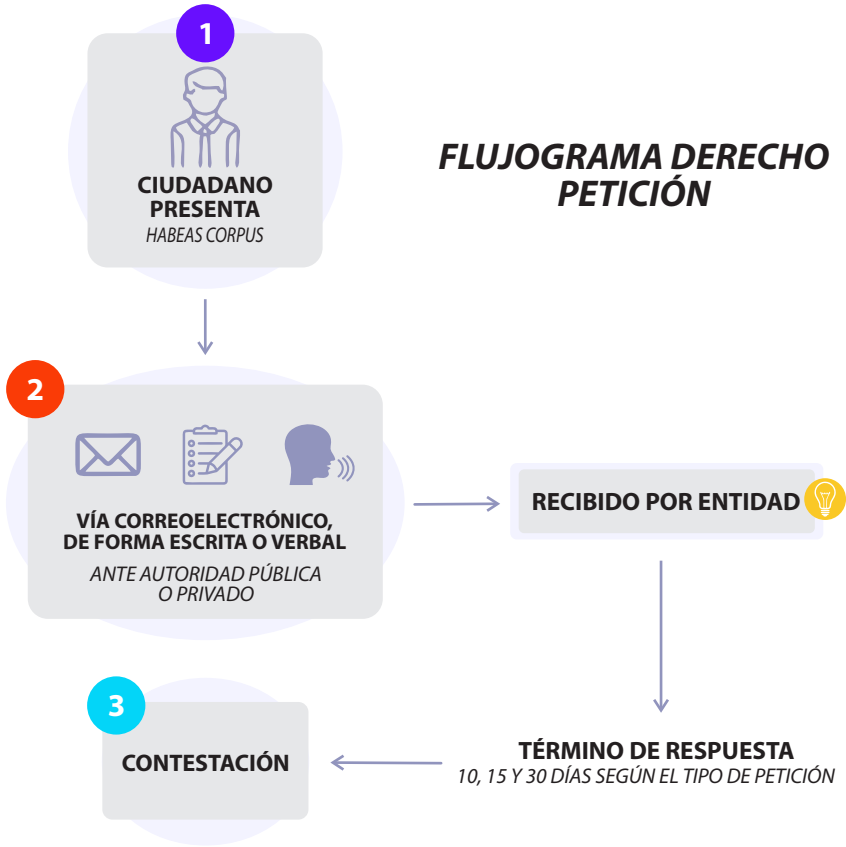 1
CIUDADANO
PRESENTA
HABEAS CORPUS
FLUJOGRAMA DERECHO
PETICIÓN
2
VÍA CORREOELECTRÓNICO,
DE FORMA ESCRITA O VERBAL
ANTE AUTORIDAD PÚBLICA
O PRIVADO
RECIBIDO POR ENTIDAD
TÉRMINO DE RESPUESTA
10, 15 Y 30 DÍAS SEGÚN EL TIPO DE PETICIÓN
3
CONTESTACIÓN